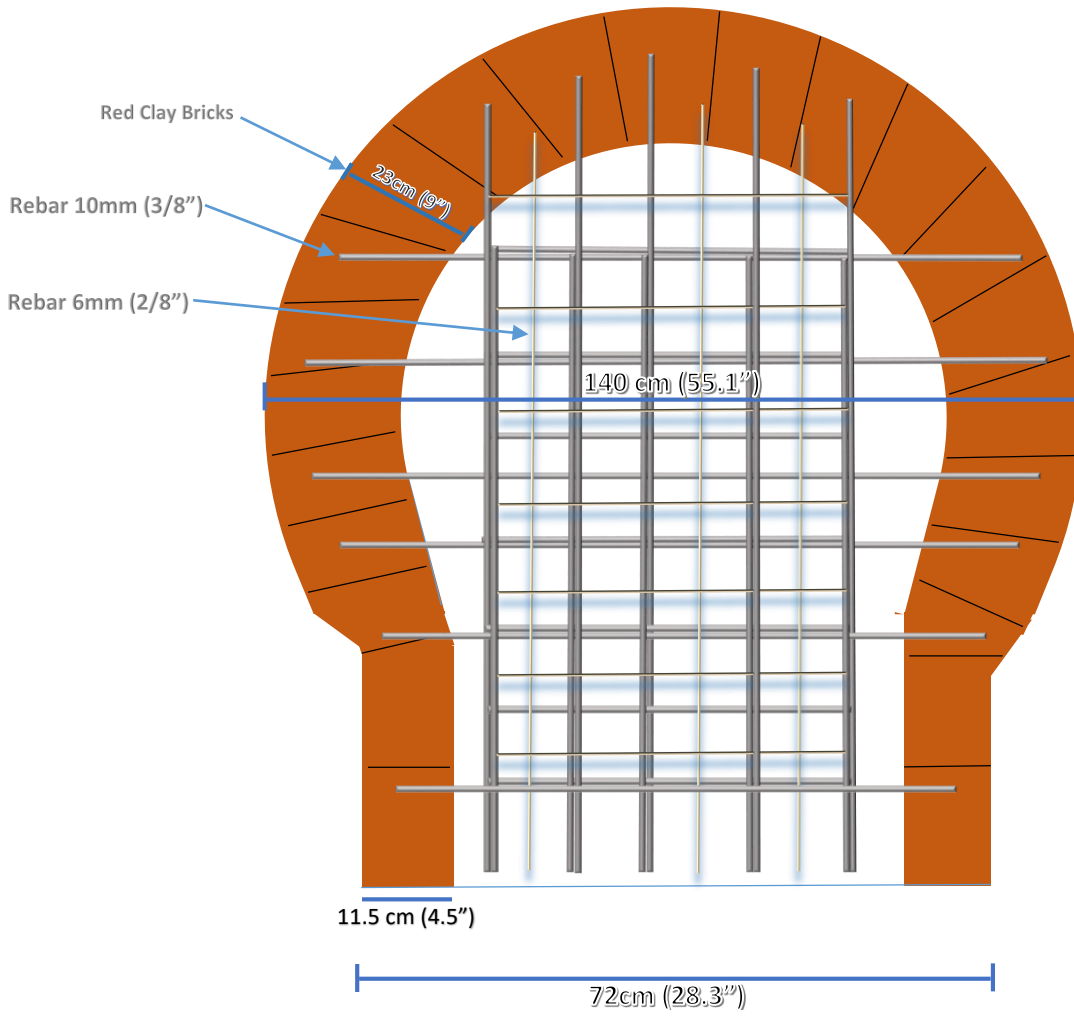 Red Clay Bricks
23cm (9”)
Rebar 10mm (3/8”)
Rebar 6mm (2/8”)
140 cm (55.1”)
11.5 cm (4.5”)
72cm (28.3”)